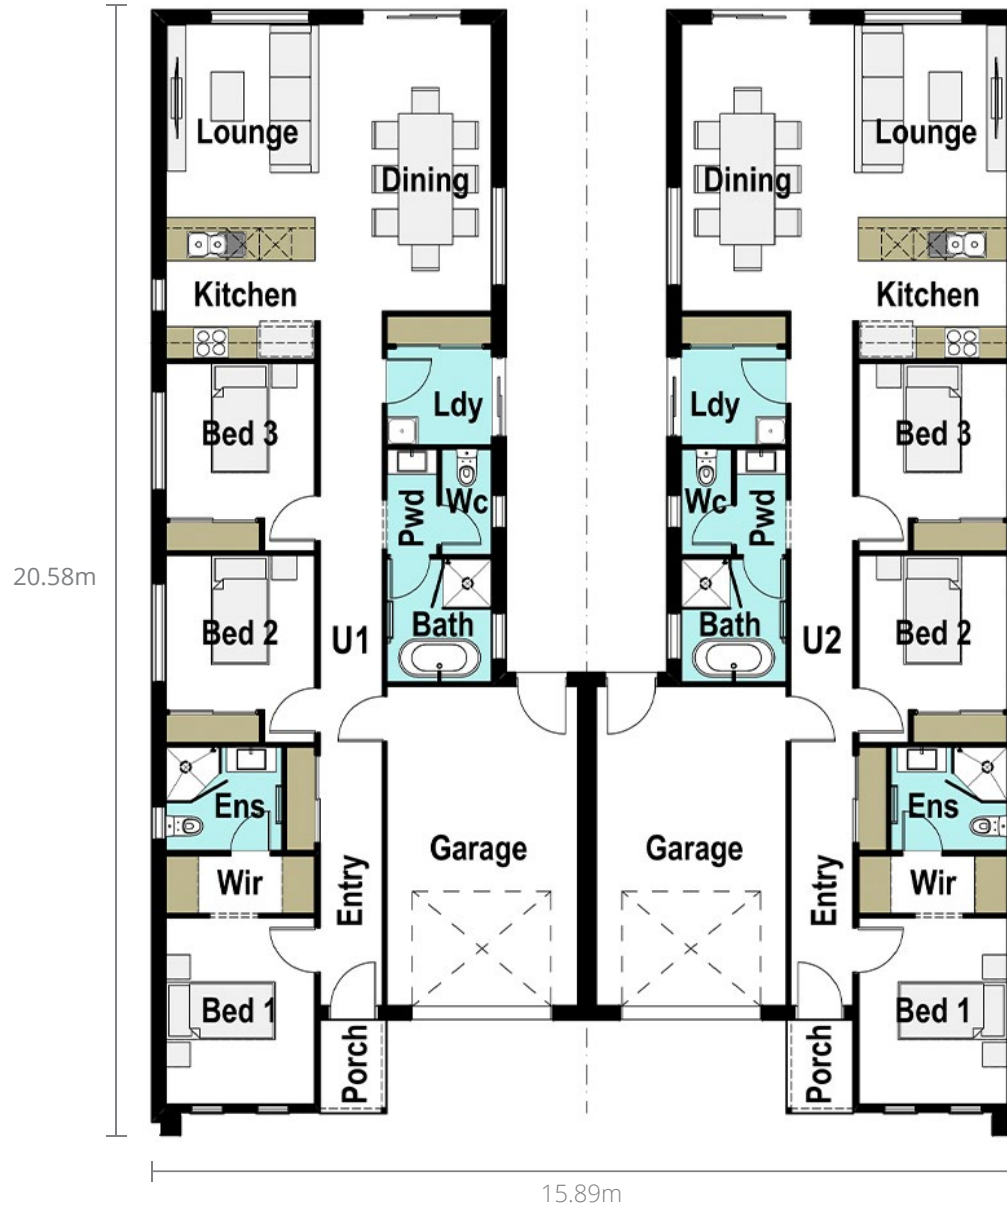 Lounge
Lounge
Dining
Dining
Kitchen
Kitchen
Ldy
Ldy
Bed 3
Bed 3
Pwd
Wc
Wc
Pwd
20.58m
Bed 2
U1
Bath
Bath
U2
Bed 2
Ens
Ens
Garage
Garage
Wir
Entry
Entry
Wir
Bed 1
Bed 1
Porch
Porch
15.89m